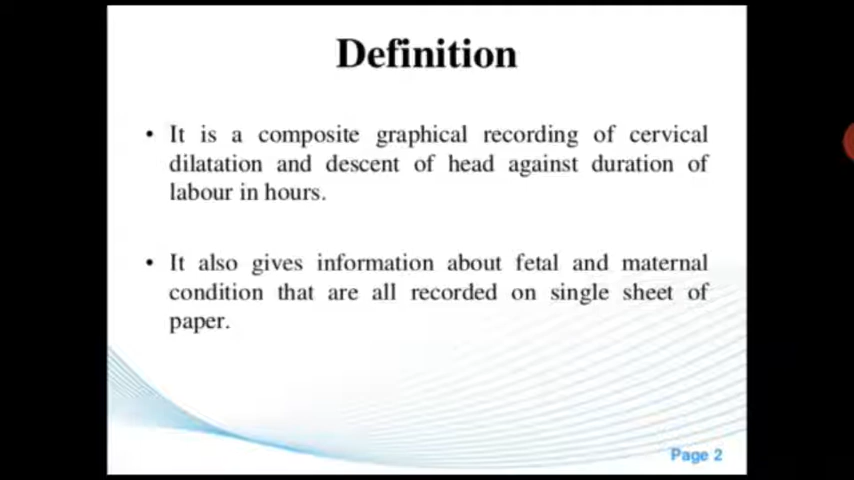 Definition
• It is a composite graphical recording of cervical
dilatation and descent of head against duration of
labour in hours.
• It also gives information about fetal and maternal
condition that are all recorded on single sheet of
paper.
Page 2